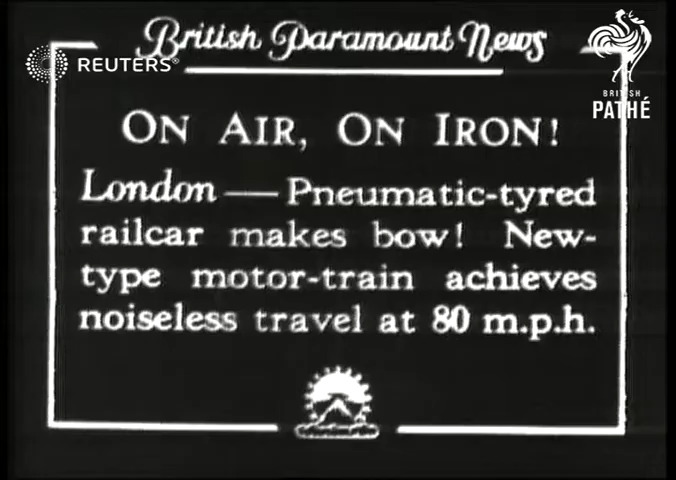 British Paramount News
REUTERS®
BRITISH
PATHÉ
ON AIR, ON IRON!
London — Pneumatic-tyred
railcar makes bow! New-
type motor-train achieves
noiseless travel at 80 m.p.h.